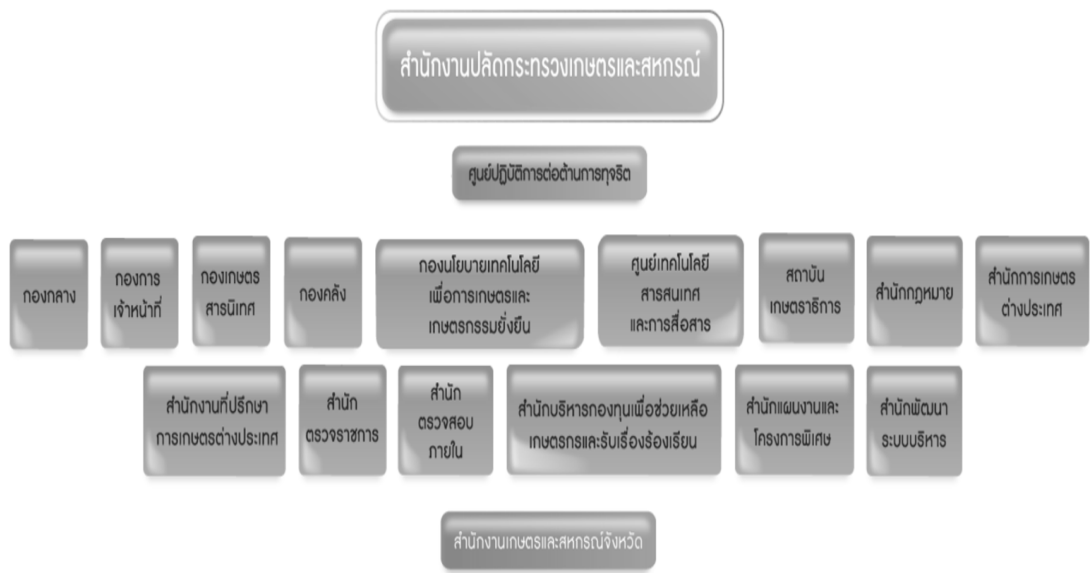 สำนักงานปลัดกระทรวงเกษตรและสหกรณ์
ศูนย์ปฏิบัติการต่อต้านการทุจริต
กองกลาง
กองการ
เจ้าหน้าที่
กองเกษตร
สารนิเทศ
กองคลัง
กองนโยบายเทคโนโลยี
เพื่อการเกษตรและ
เกษตรกรรมยั่งยืน
ศูนย์เทคโนโลยี
สารสนเทศ
และการสื่อสาร
สถาบัน
เกษตราธิการ
สำนักกฎหมาย
สำนักการเกษตร
ต่างประเทศ
สำนักงานที่ปรึกษา
การเกษตรต่างประเทศ
สำนัก
ตรวจราชการ
สำนัก
ตรวจสอบ
ภายใน
สำนักบริหารกองทุนเพื่อช่วยเหลือ
เกษตรกรและรับเรื่องร้องเรียน
สำนักแผนงานและ
โครงการพิเศษ
สำนักพัฒนา
ระบบบริหาร
สำนักงานเกษตรและสหกรณ์จังหวัด